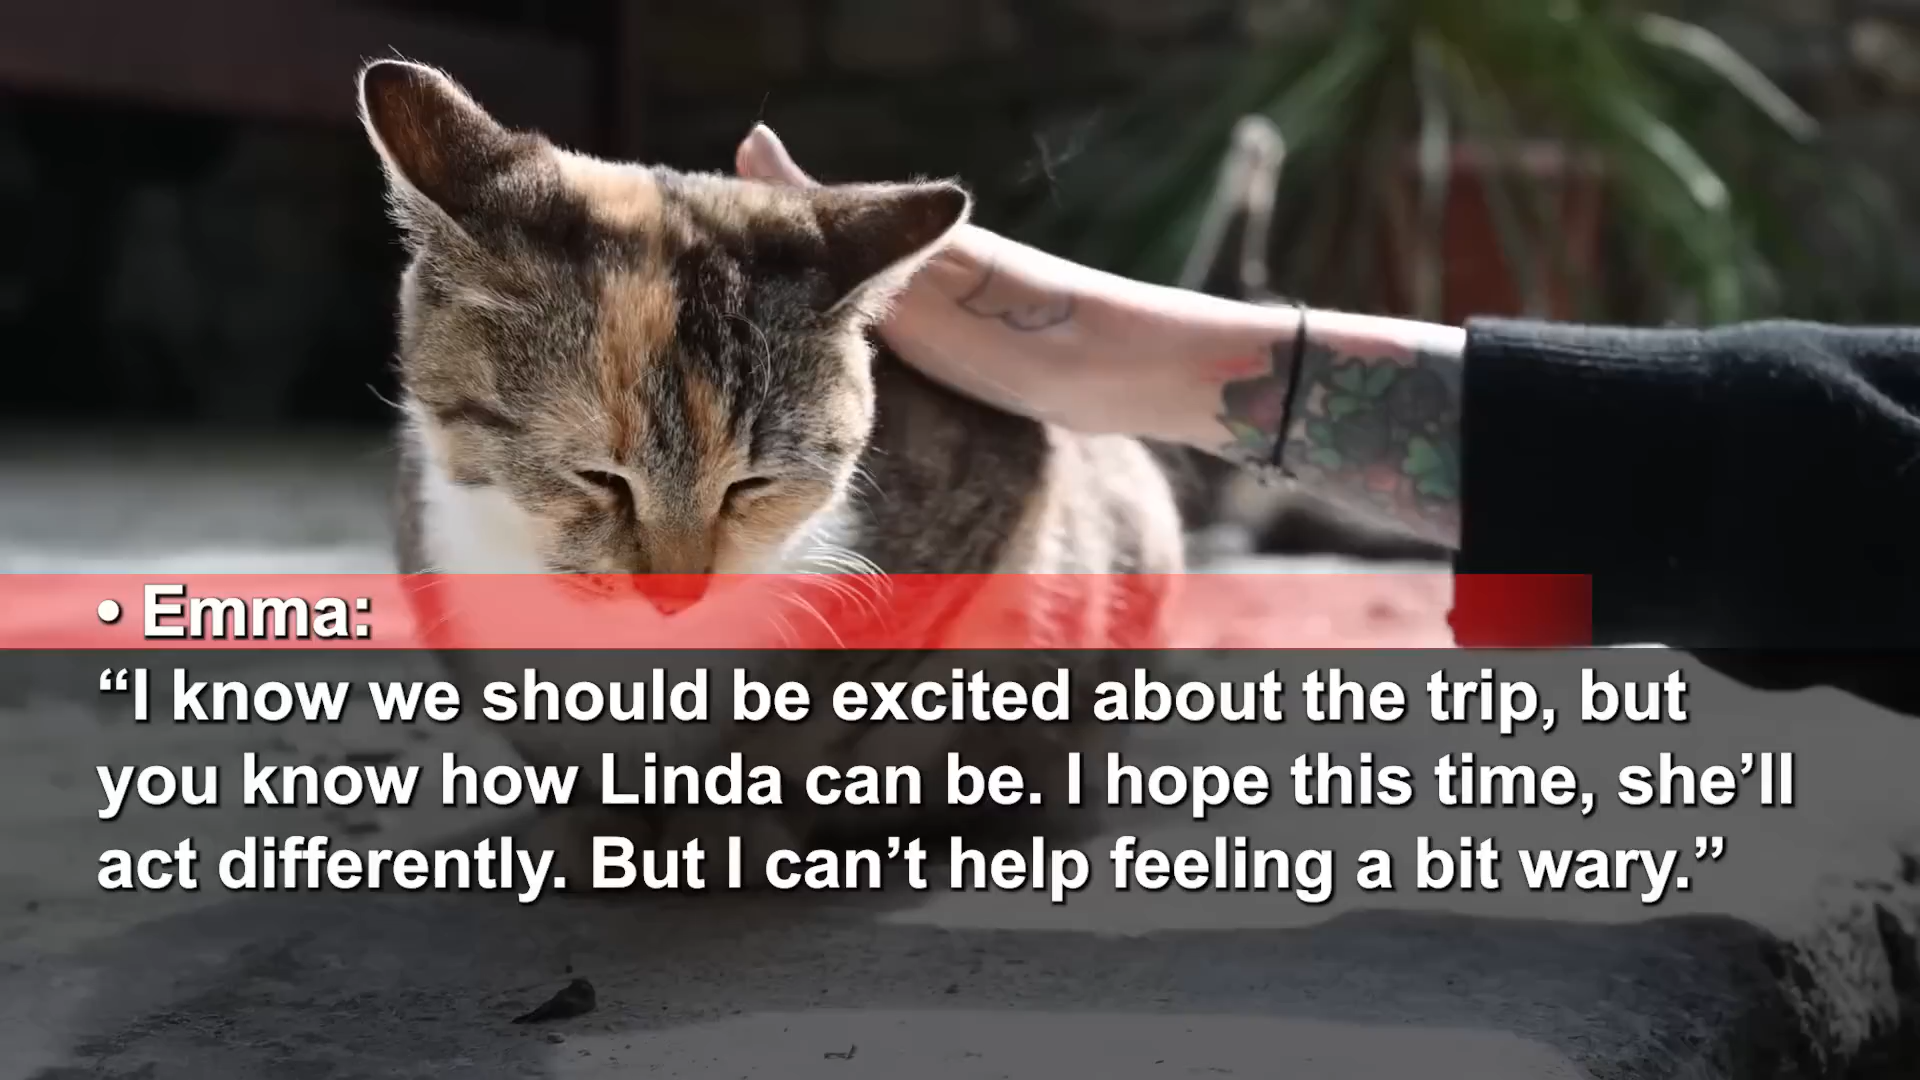 • Emma:
“I know we should be excited about the trip, but
you know how Linda can be. I hope this time, she’ll
act differently. But I can’t help feeling a bit wary.”